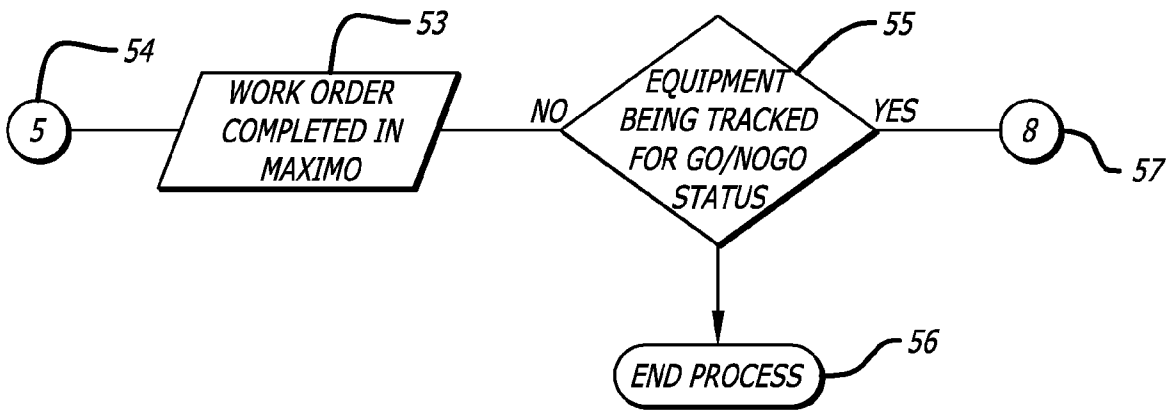 54
5
53
WORK ORDER
COMPLETED IN
MAXIMO
NO
55
EQUIPMENT
BEING TRACKED
FOR GO/NOGO
STATUS
YES
8
57
END PROCESS
56